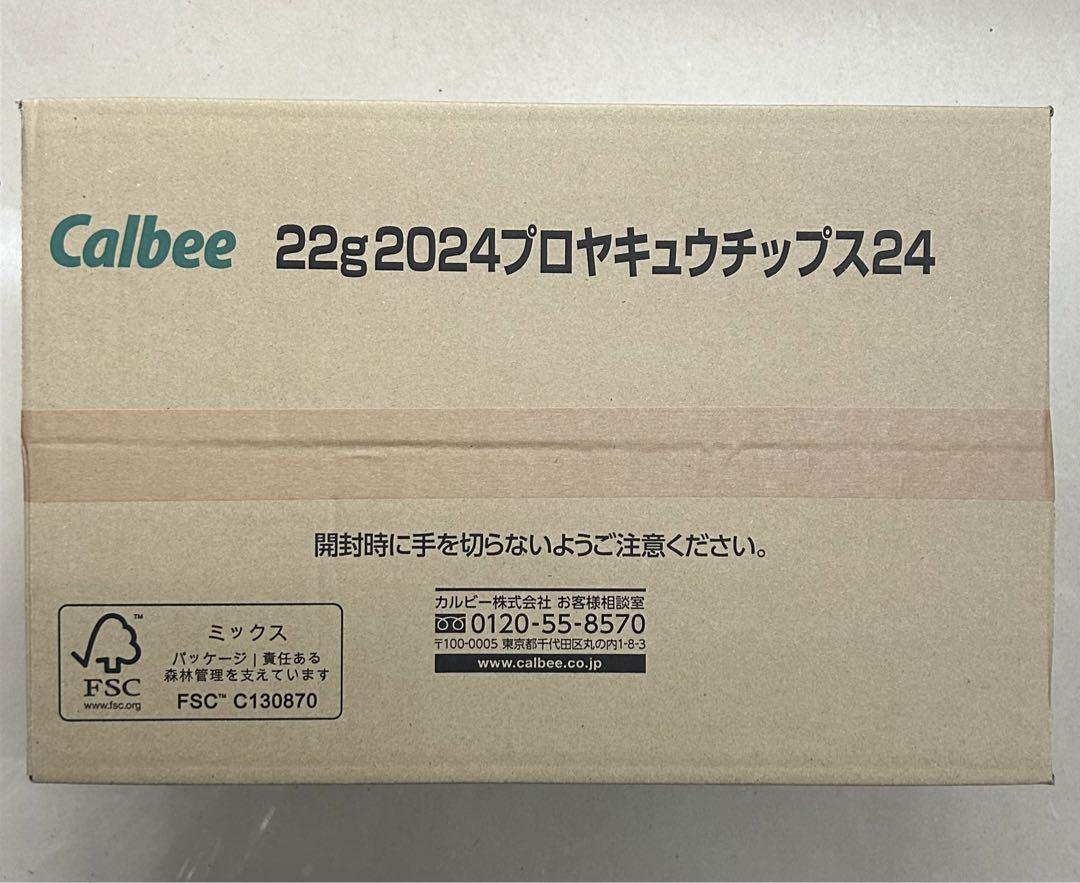 Calbee 22g2024プロヤキュウチップス24
開封時に手を切らないようご注意ください。
カルビー株式会社 お客様相談室
0120-55-8570
〒100-0005 東京都千代田区丸の内1-8-3
www.calbee.co.jp
FSC™
www.fsc.org
ミックス
パッケージ | 責任ある
森林管理を支えています
FSC™ C130870